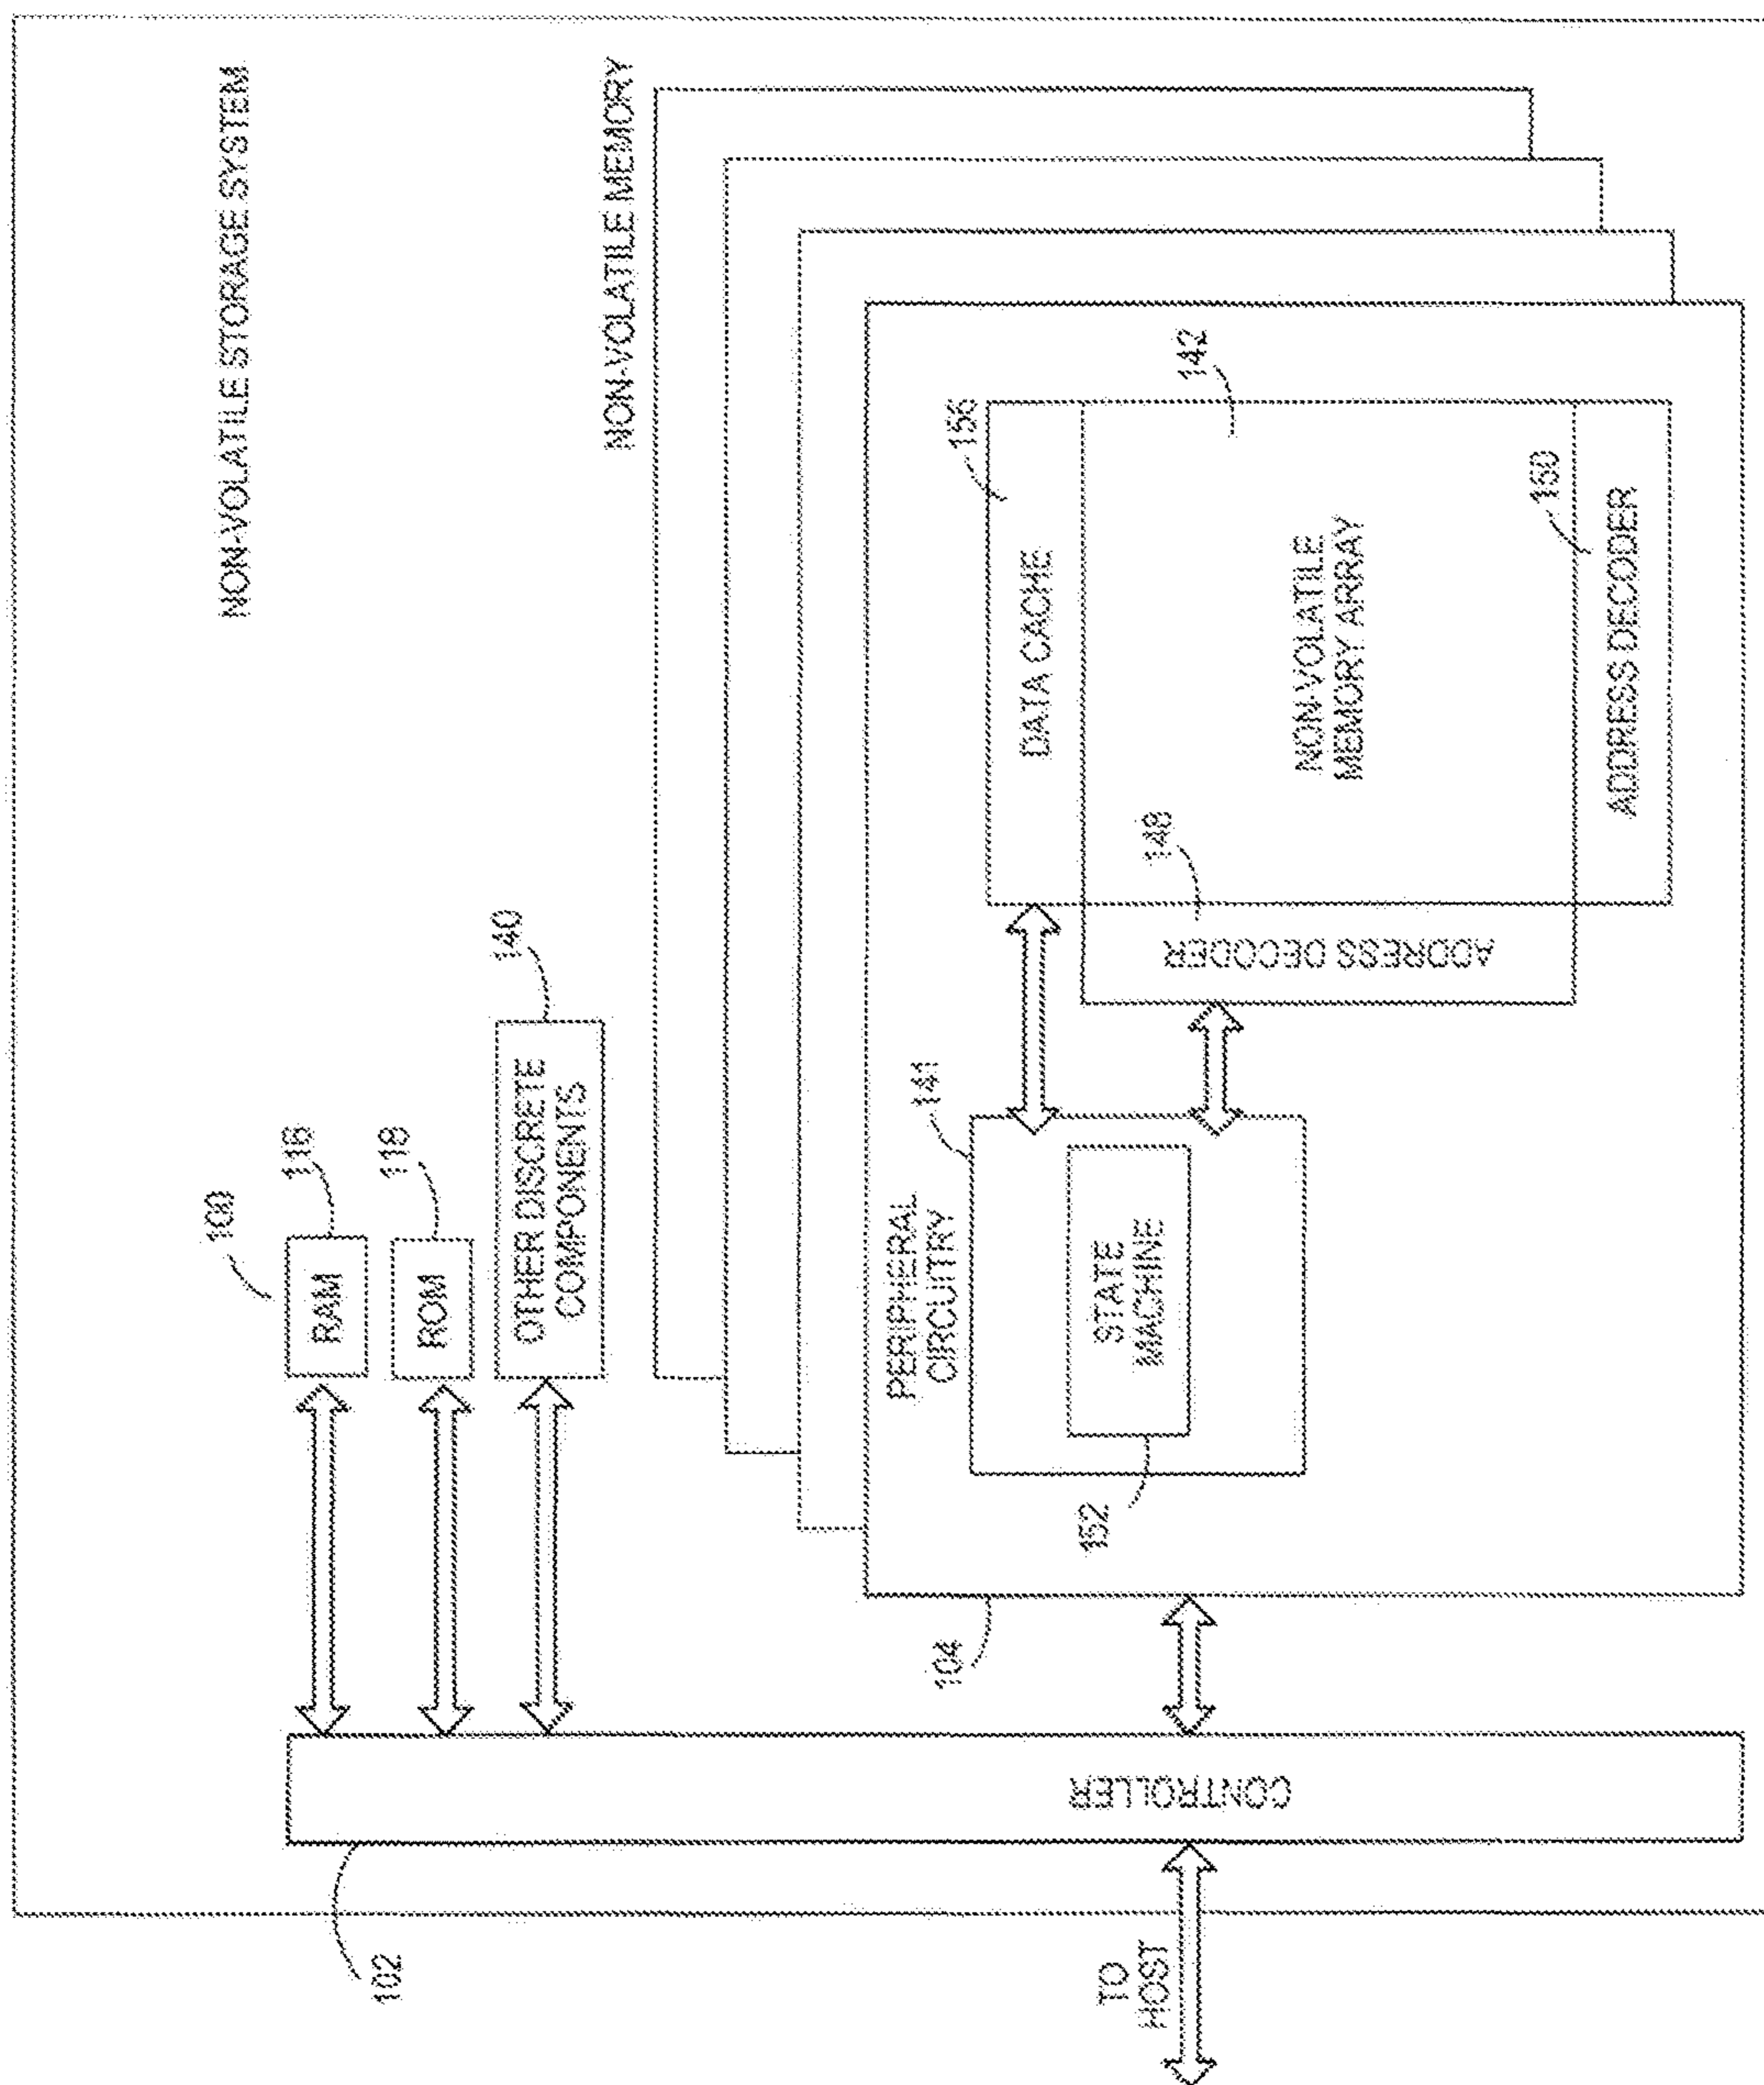 NON-VOLATILE STORAGE SYSTEM
100
RAM
116
ROM
118
OTHER DISCRETE
COMPONENTS
140
NON-VOLATILE MEMORY
102
CONTROLLER
TO
HOST
104
PERIPHERAL
CIRCUITRY
141
STATE
MACHINE
152
DATA CACHE
156
ADDRESS DECODER
148
NON-VOLATILE
MEMORY ARRAY
142
ADDRESS DECODER
150